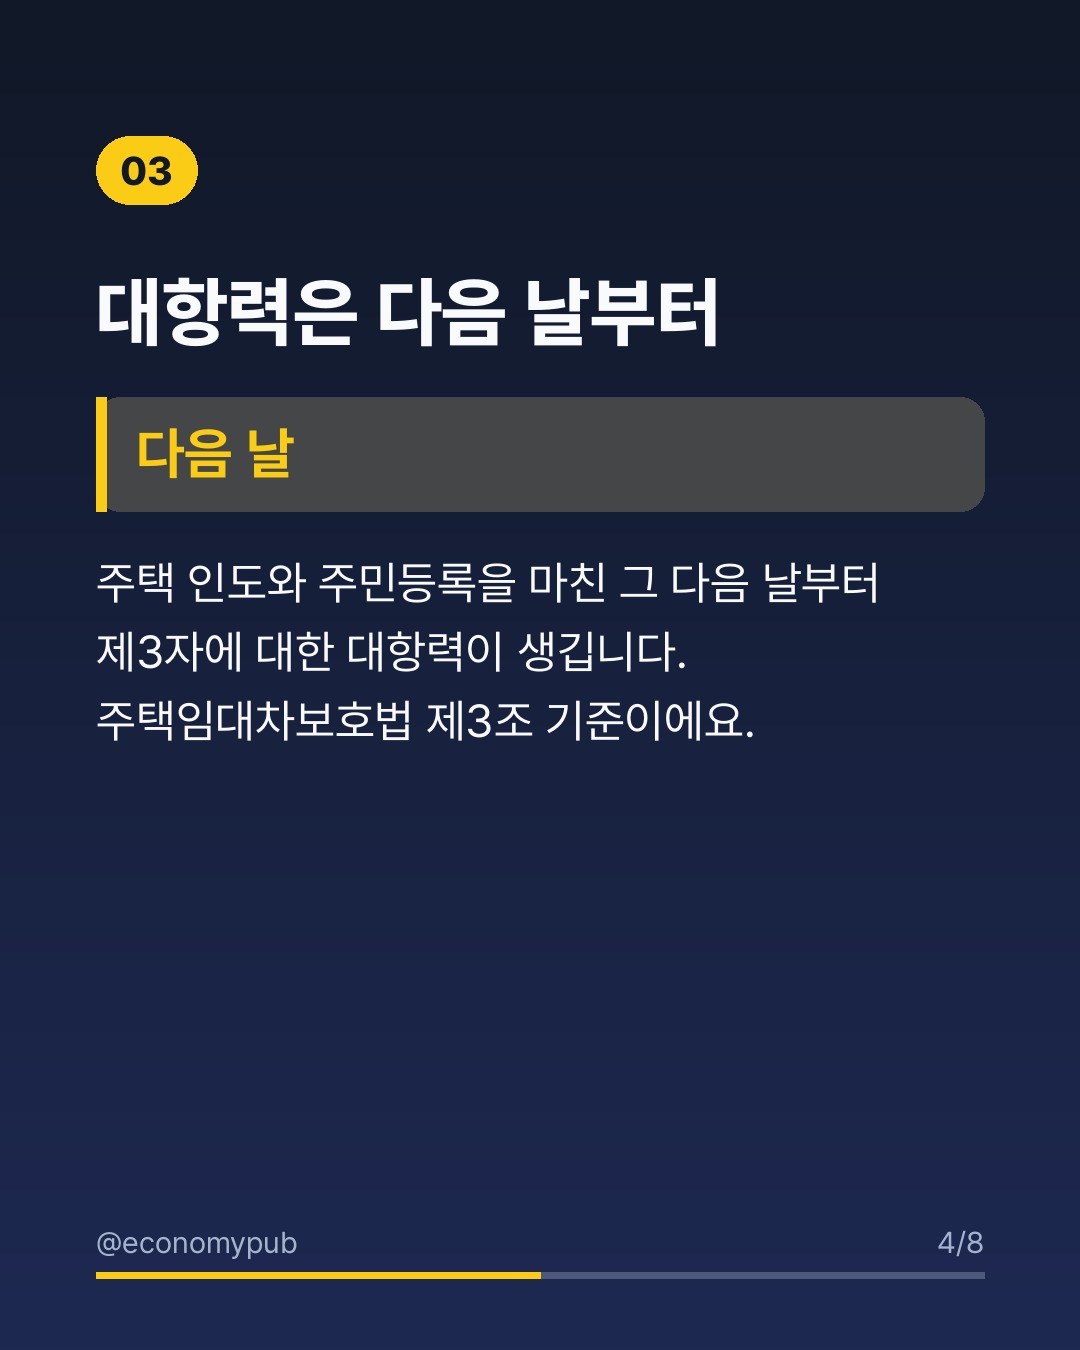 03
대항력은 다음 날부터
다음 날
주택 인도와 주민등록을 마친 그 다음 날부터
제3자에 대한 대항력이 생깁니다.
주택임대차보호법 제3조 기준이에요.
@economypub
4/8